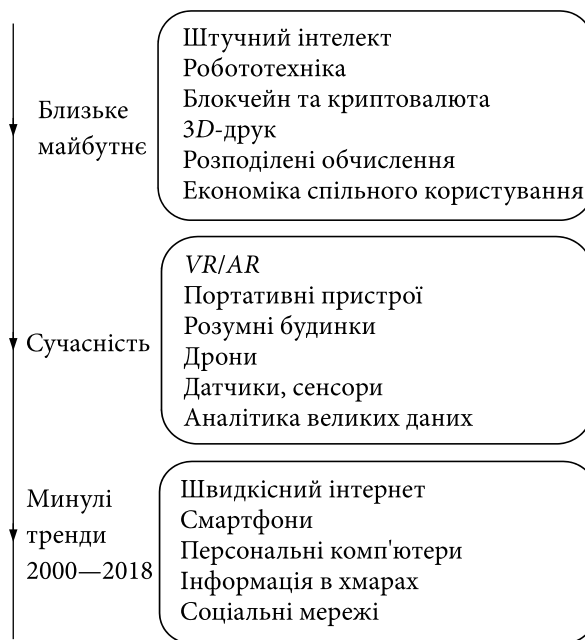 Близьке
майбутнє
Штучний інтелект
Робототехніка
Блокчейн та криптовалюта
3D-друк
Розподілені обчислення
Економіка спільного користування
Сучасність
VR/AR
Портативні пристрої
Розумні будинки
Дрони
Датчики, сенсори
Аналітика великих даних
Минулі
тренди
2000—2018
Швидкісний інтернет
Смартфони
Персональні комп'ютери
Інформація в хмарах
Соціальні мережі